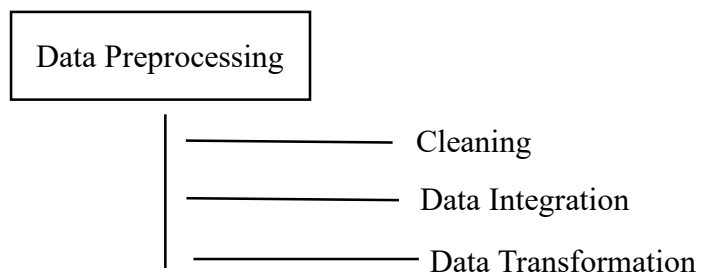 Data Preprocessing
Cleaning
Data Integration
Data Transformation